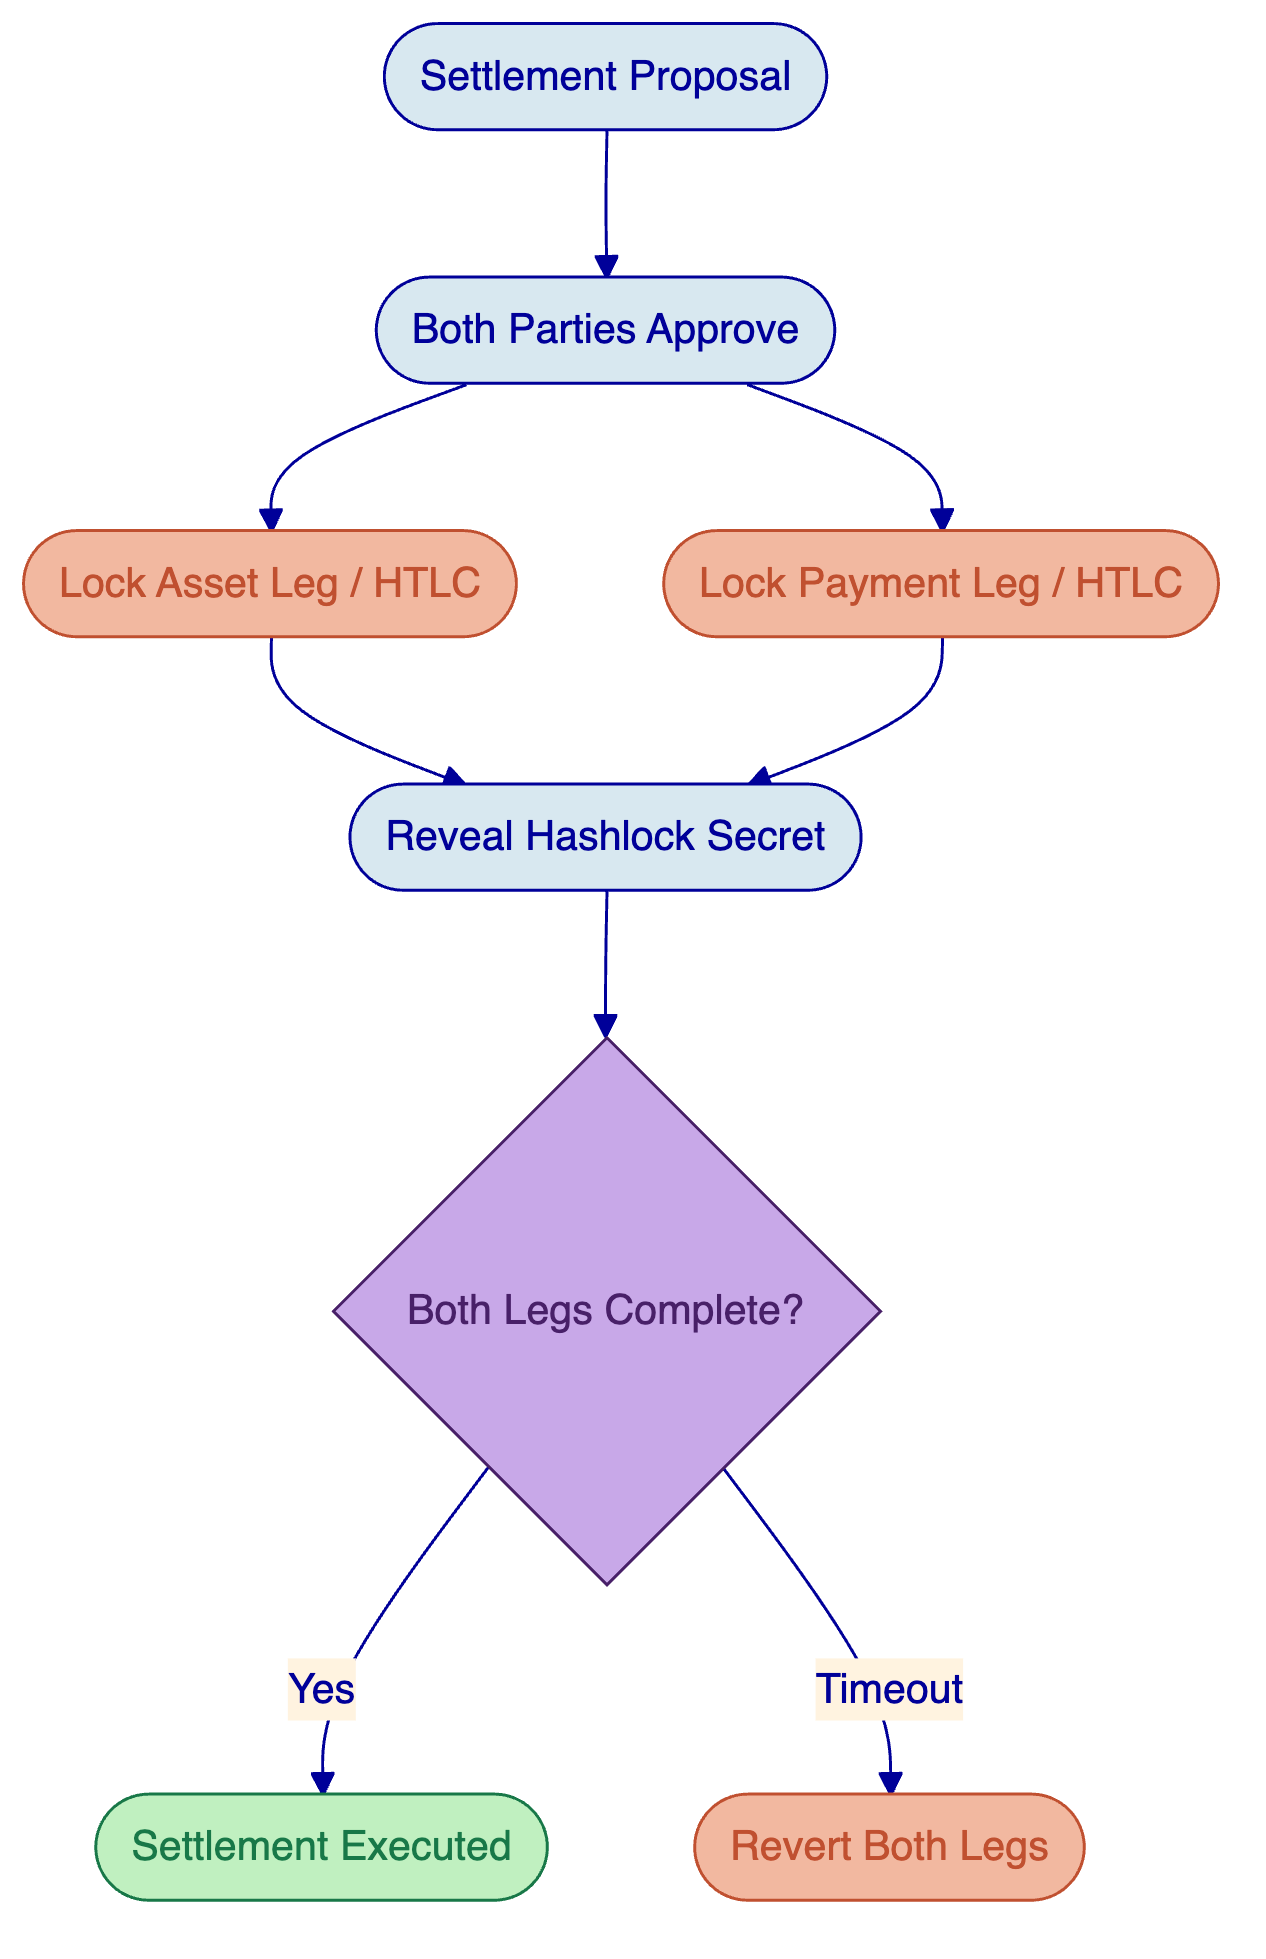 Settlement Proposal
Both Parties Approve
Lock Asset Leg / HTLC
Lock Payment Leg / HTLC
Reveal Hashlock Secret
Both Legs Complete?
Yes
Timeout
Settlement Executed
Revert Both Legs